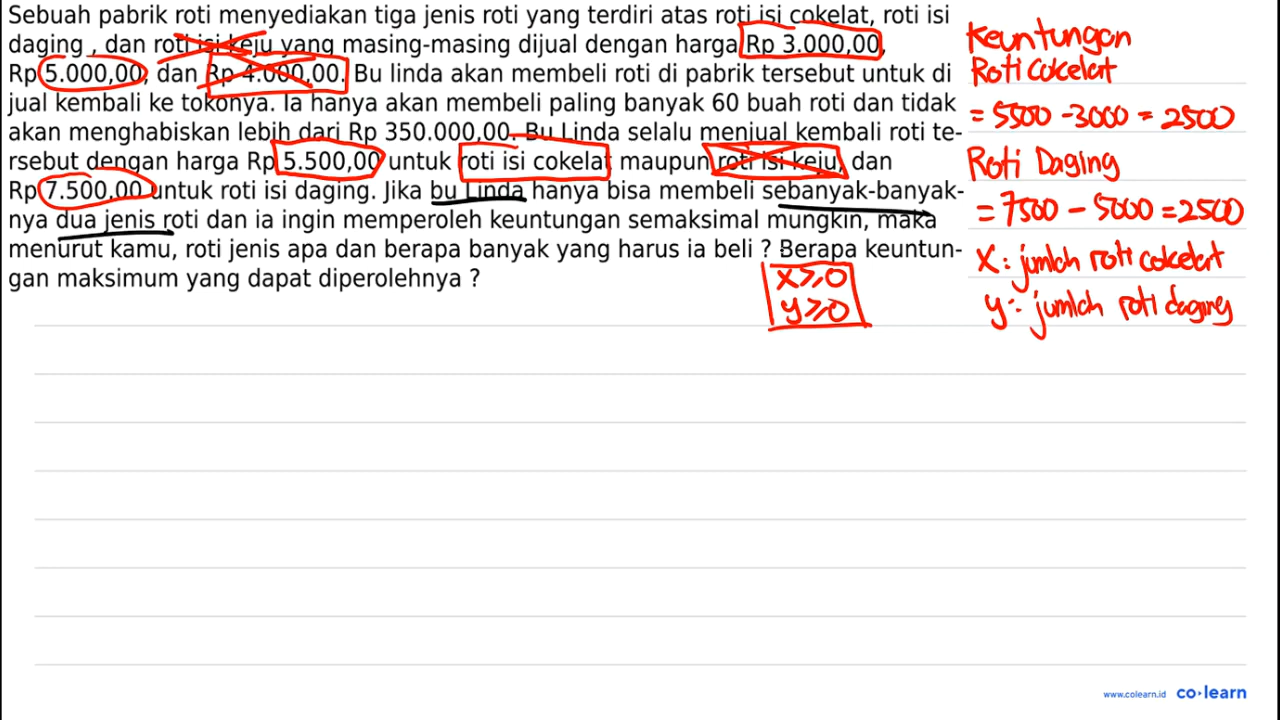 Sebuah pabrik roti menyediakan tiga jenis roti yang terdiri atas roti isi cokelat, roti isi
daging , dan roti isi keju yang masing-masing dijual dengan harga Rp 3.000,00,
Rp 5.000,00, dan Rp 4.000,00. Bu linda akan membeli roti di pabrik tersebut untuk di
jual kembali ke tokonya. Ia hanya akan membeli paling banyak 60 buah roti dan tidak
akan menghabiskan lebih dari Rp 350.000,00. Bu Linda selalu menjual kembali roti te-
rsebut dengan harga Rp 5.500,00 untuk roti isi cokelat maupun roti isi keju, dan
Rp 7.500,00 untuk roti isi daging. Jika bu Linda hanya bisa membeli sebanyak-banyak-
nya dua jenis roti dan ia ingin memperoleh keuntungan semaksimal mungkin, maka
menurut kamu, roti jenis apa dan berapa banyak yang harus ia beli ? Berapa keuntun-
gan maksimum yang dapat diperolehnya ?
x≥0
y≥0
Keuntungan
Roti cokelat
= 5500 - 3000 = 2500
Roti Daging
= 7500 - 5000 = 2500
x : jumlah roti cokelat
y : jumlah roti daging
www.colearn.id co·learn